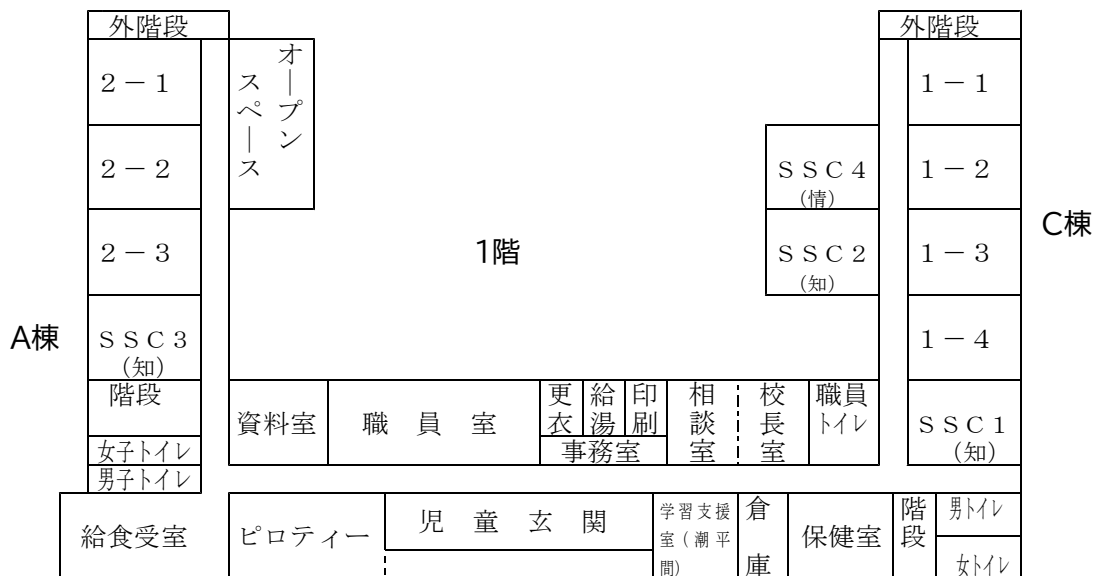 外階段
外階段
2－1
オープン
スペース
1－1
2－2
SSC4
(情)
1－2
2－3
1階
SSC2
(知)
1－3
C棟
A棟
SSC3
(知)
1－4
階段
資料室
職員室
更衣
給湯
印刷
事務室
相談室
校長室
職員
トイレ
SSC1
(知)
女子トイレ
男子トイレ
給食受室
ピロティー
児童玄関
学習支援
室(潮平
間)
倉庫
保健室
階段
男トイレ
女トイレ